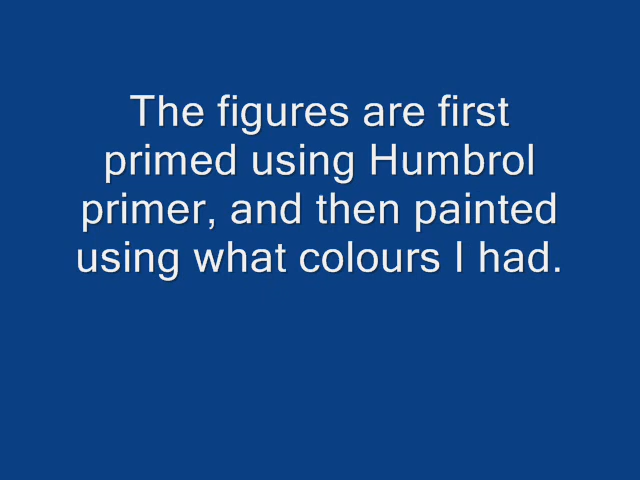 The figures are first
primed using Humbrol
primer, and then painted
using what colours I had.